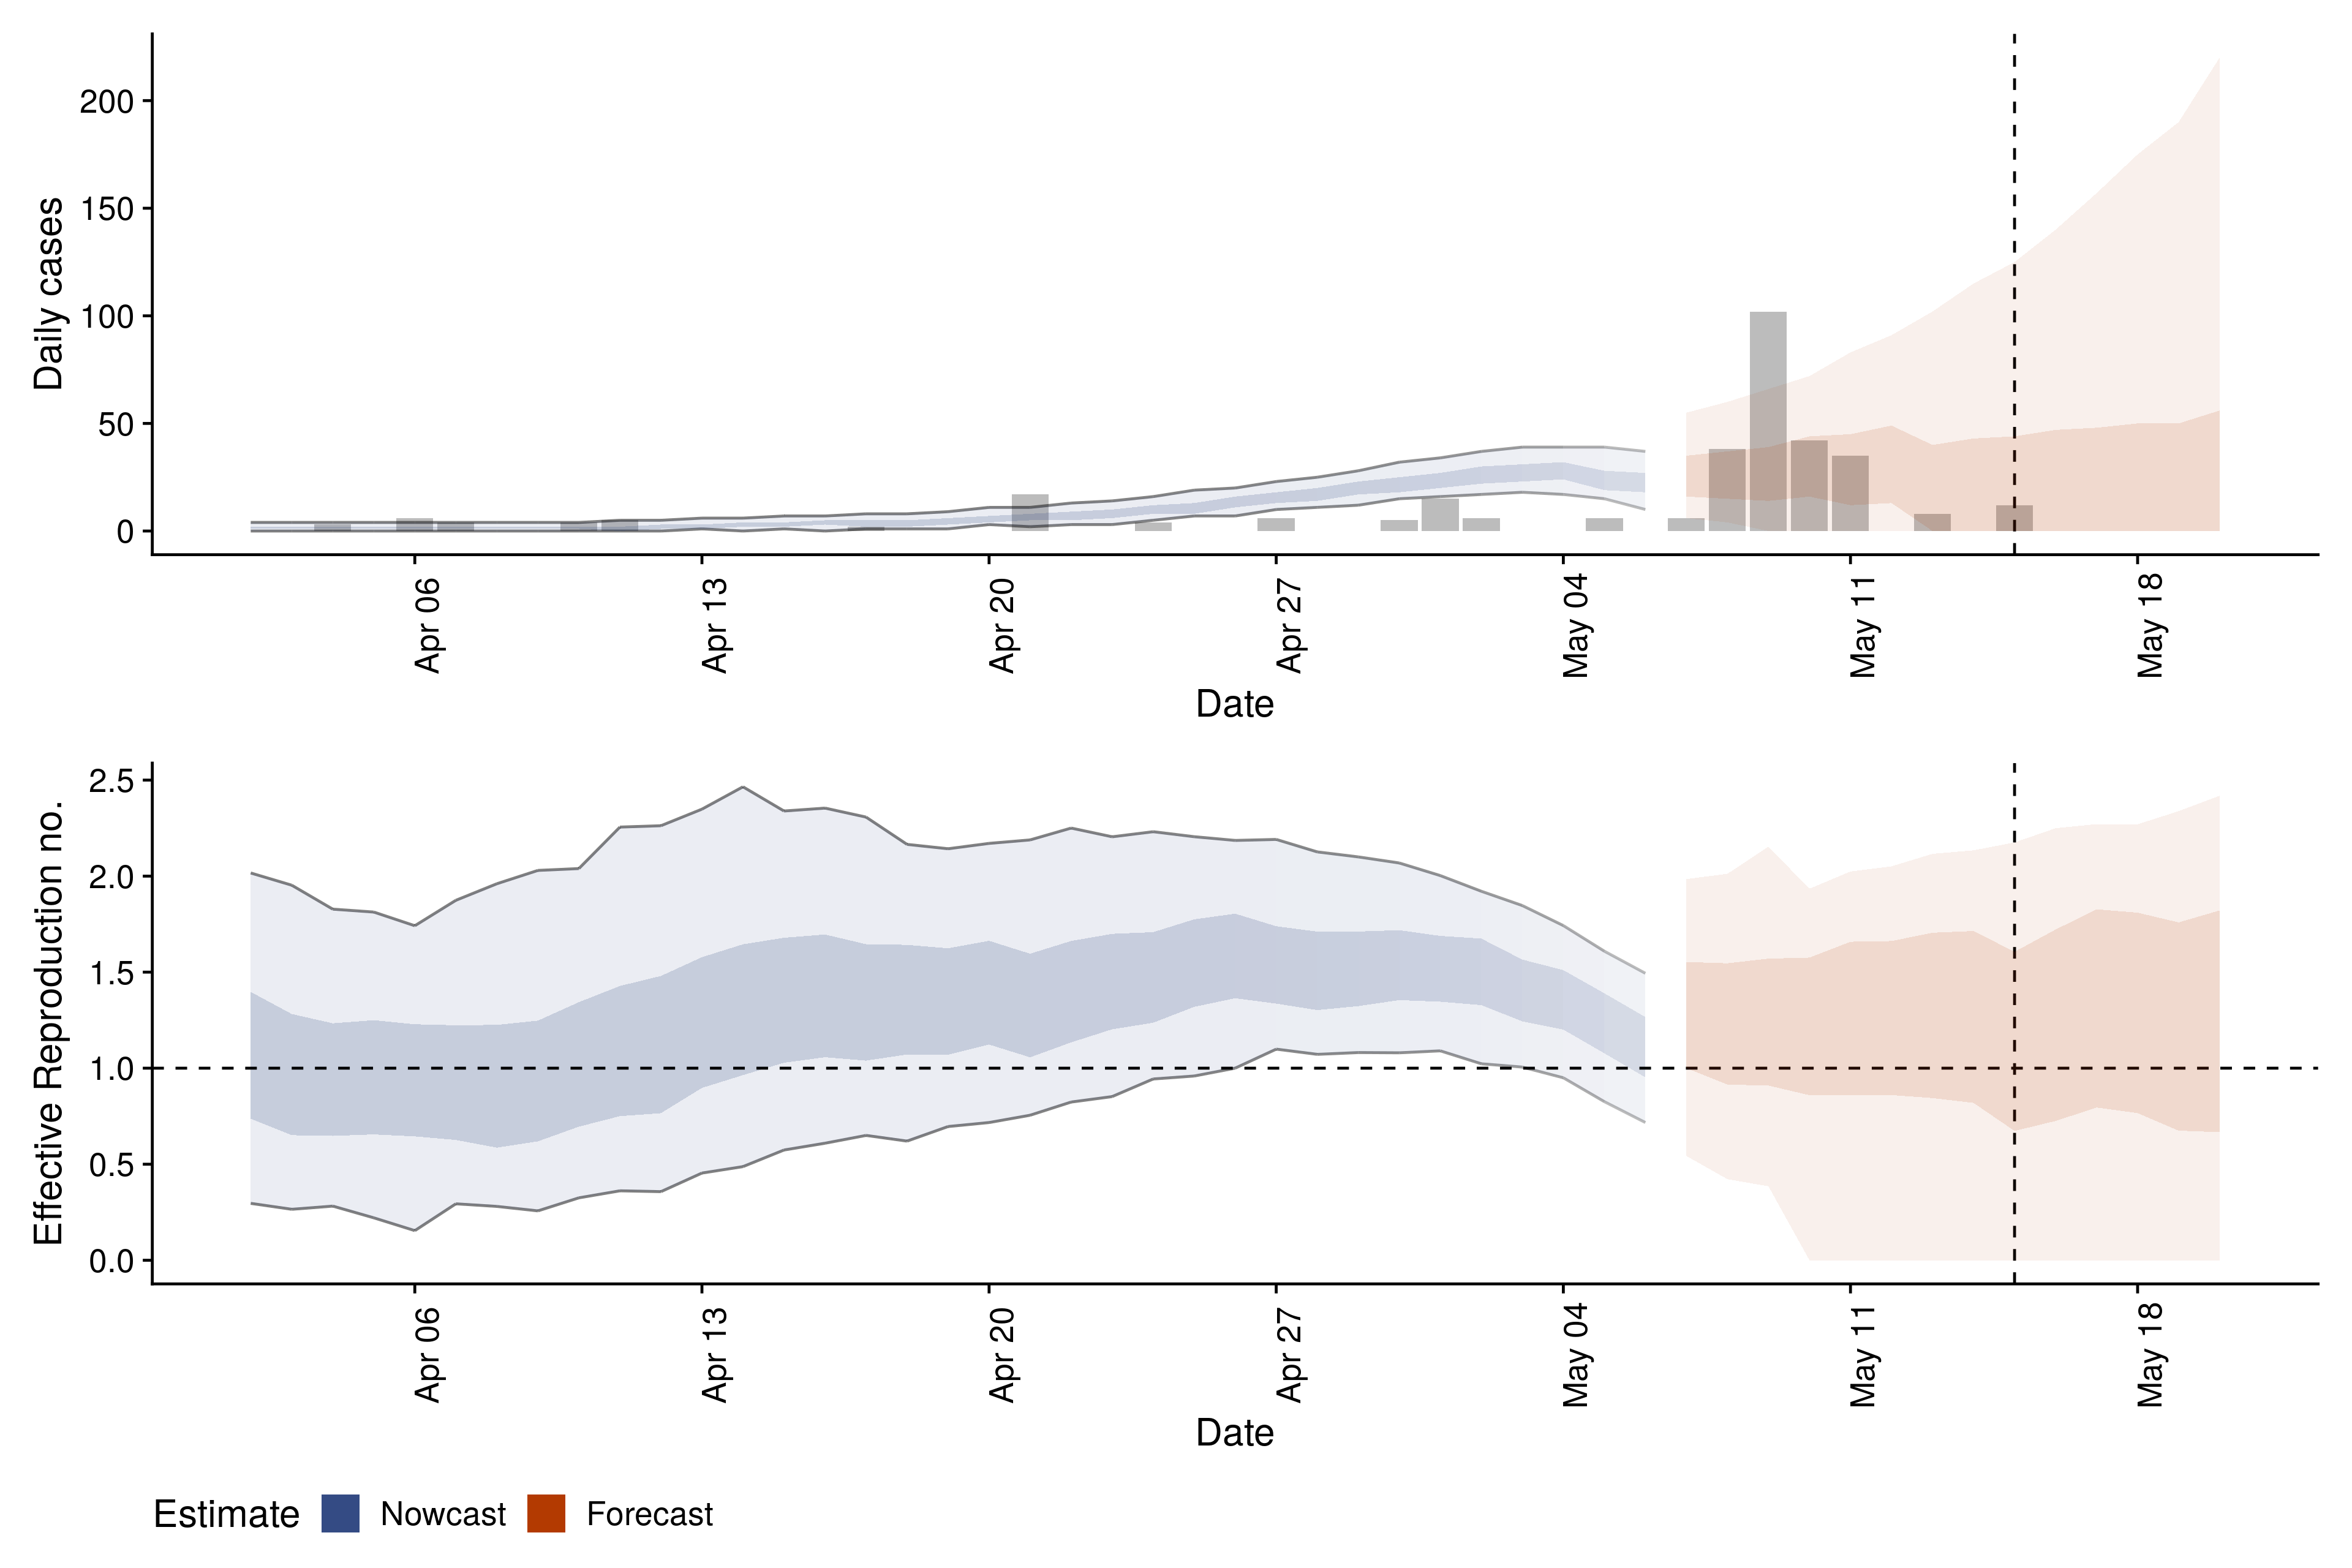 Daily cases
200
150
100
50
0
Apr 06
Apr 13
Apr 20
Apr 27
May 04
May 11
May 18
Date
Effective Reproduction no.
2.5
2.0
1.5
1.0
0.5
0.0
Apr 06
Apr 13
Apr 20
Apr 27
May 04
May 11
May 18
Date
Estimate Nowcast Forecast